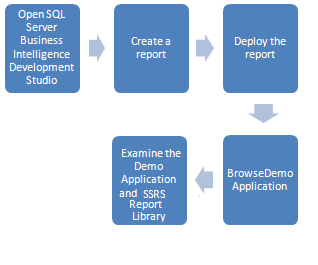 Open SQL
Server
Business
Intelligence
Development
Studio
Create a
report
Deploy the
report
BrowseDemo
Application
Examine the
Demo
Application
and SSRS
Report
Library